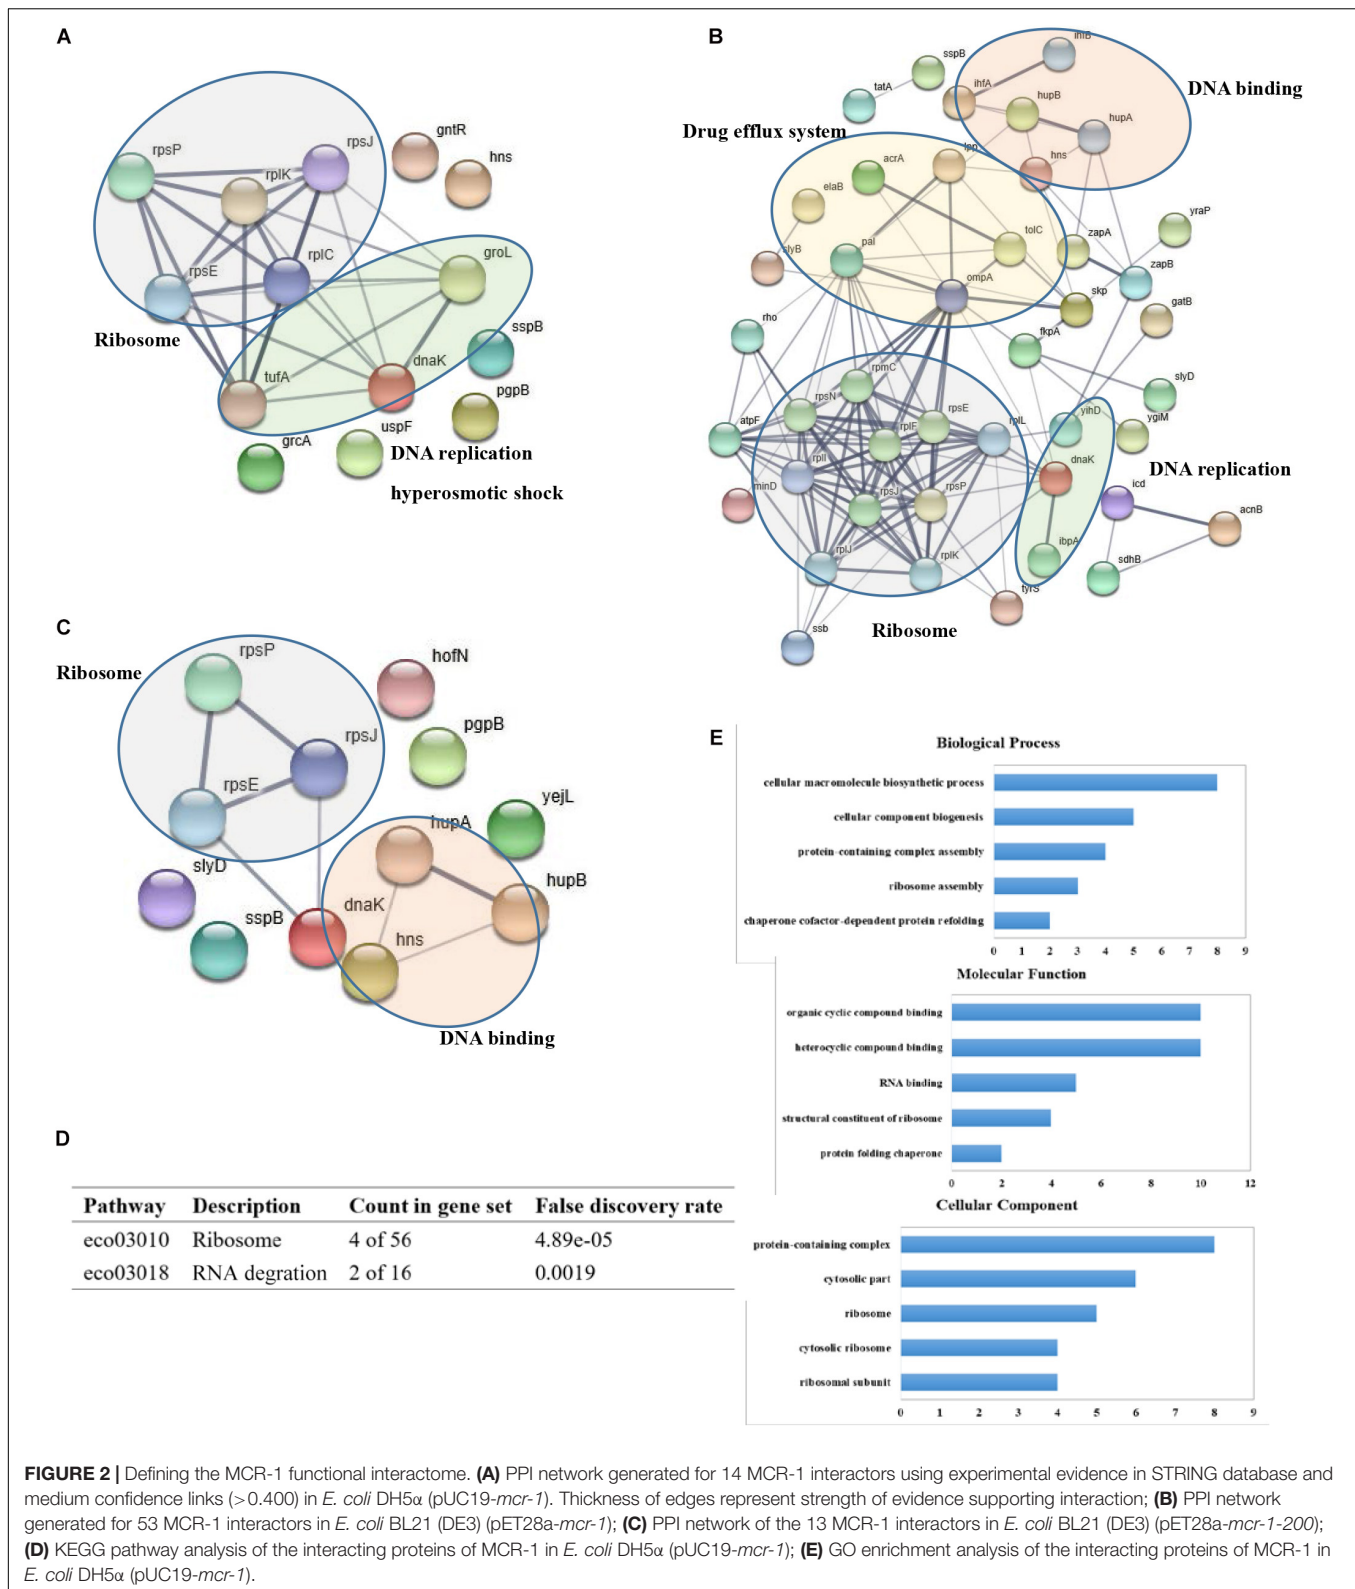 A
rpsP
rpsJ
rplK
rpsE
rplC
gntR
hns
groL
Ribosome
sspB
tufA
dnaK
pgpB
grcA
uspF
DNA replication
hyperosmotic shock
B
sspB
tatA
ihfB
ihfA
hupB
hupA
hns
DNA binding
Drug efflux system
lpp
acrA
elaB
tolC
slyB
pal
ompA
zapA
yraP
zapB
skp
gatB
rho
fkpA
rpmC
slyD
rpsN
rpsE
rplL
yihD
ygiM
atpF
rplF
rplI
dnaK
DNA replication
minD
rpsJ
rpsP
icd
acnB
rplJ
rplK
ibpA
sdhB
tyrS
ssb
Ribosome
C
Ribosome
rpsP
hofN
rpsJ
pgpB
rpsE
yejL
hupA
slyD
hupB
sspB
dnaK
hns
DNA binding
D
Pathway Description Count in gene set False discovery rate
eco03010 Ribosome 4 of 56 4.89e-05
eco03018 RNA degration 2 of 16 0.0019
E
Biological Process
cellular macromolecule biosynthetic process
cellular component biogenesis
protein-containing complex assembly
ribosome assembly
chaperone cofactor-dependent protein refolding
0 1 2 3 4 5 6 7 8 9
Molecular Function
organic cyclic compound binding
heterocyclic compound binding
RNA binding
structural constituent of ribosome
protein folding chaperone
0 2 4 6 8 10 12
Cellular Component
protein-containing complex
cytosolic part
ribosome
cytosolic ribosome
ribosomal subunit
0 1 2 3 4 5 6 7 8 9
FIGURE 2 | Defining the MCR-1 functional interactome. (A) PPI network generated for 14 MCR-1 interactors using experimental evidence in STRING database and
medium confidence links (>0.400) in E. coli DH5α (pUC19-mcr-1). Thickness of edges represent strength of evidence supporting interaction; (B) PPI network
generated for 53 MCR-1 interactors in E. coli BL21 (DE3) (pET28a-mcr-1); (C) PPI network of the 13 MCR-1 interactors in E. coli BL21 (DE3) (pET28a-mcr-1-200);
(D) KEGG pathway analysis of the interacting proteins of MCR-1 in E. coli DH5α (pUC19-mcr-1); (E) GO enrichment analysis of the interacting proteins of MCR-1 in
E. coli DH5α (pUC19-mcr-1).